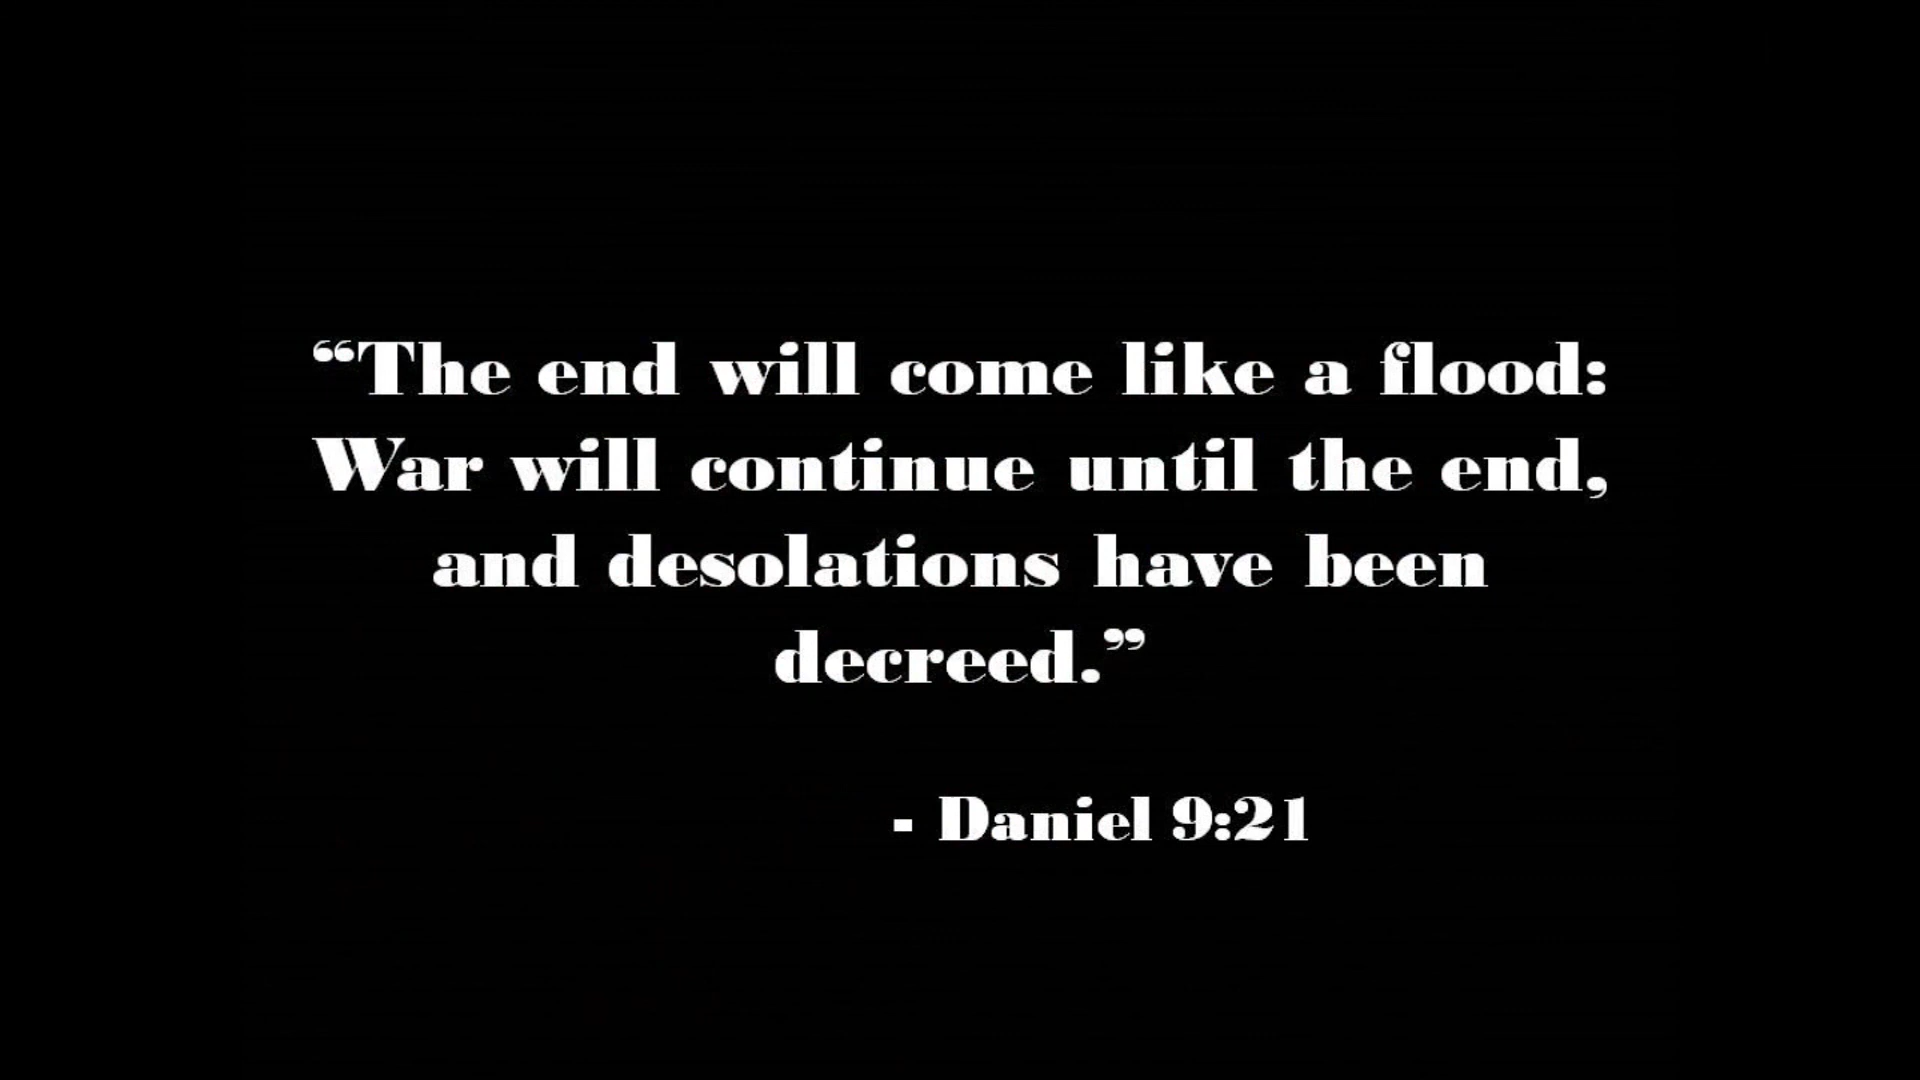 “The end will come like a flood:
War will continue until the end,
and desolations have been
decreed.”
- Daniel 9:21